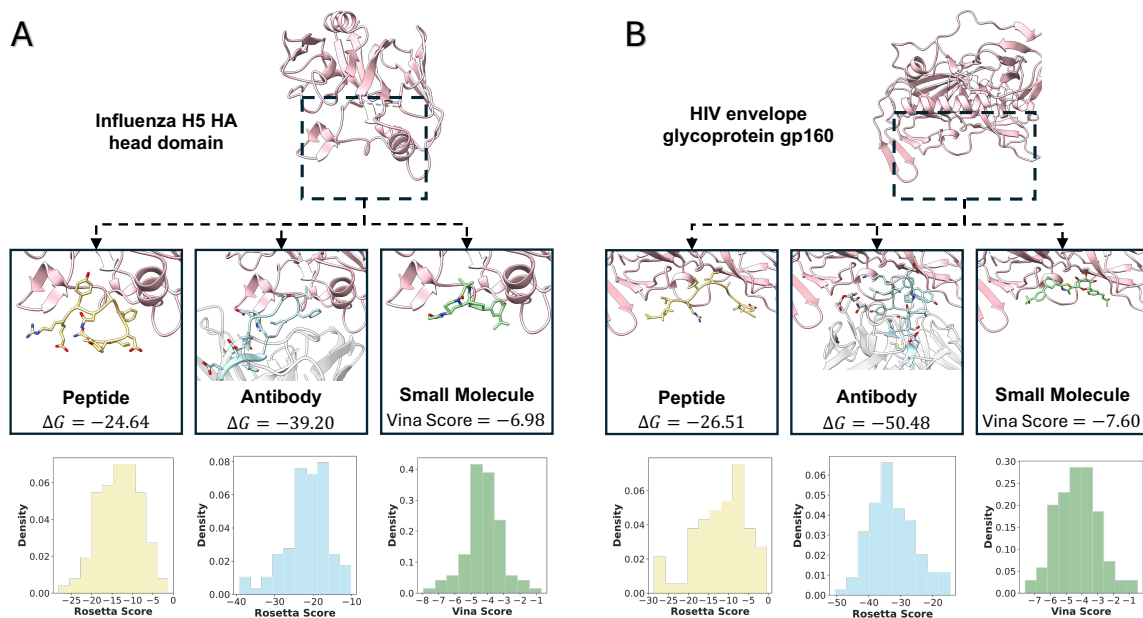 A
Influenza H5 HA
head domain
Peptide
ΔG = −24.64
Antibody
ΔG = −39.20
Small Molecule
Vina Score = −6.98
Density
0.06
0.04
0.02
0.00
−25 −20 −15 −10 −5 0
Rosetta Score
Density
0.08
0.06
0.04
0.02
0.00
−40 −30 −20 −10
Rosetta Score
Density
0.4
0.3
0.2
0.1
0.0
−8 −7 −6 −5 −4 −3 −2 −1
Vina Score
B
HIV envelope
glycoprotein gp160
Peptide
ΔG = −26.51
Antibody
ΔG = −50.48
Small Molecule
Vina Score = −7.60
Density
0.06
0.04
0.02
0.00
−30 −25 −20 −15 −10 −5 0
Rosetta Score
Density
0.06
0.05
0.04
0.03
0.02
0.01
0.00
−50 −40 −30 −20
Rosetta Score
Density
0.30
0.25
0.20
0.15
0.10
0.05
0.00
−7 −6 −5 −4 −3 −2 −1
Vina Score